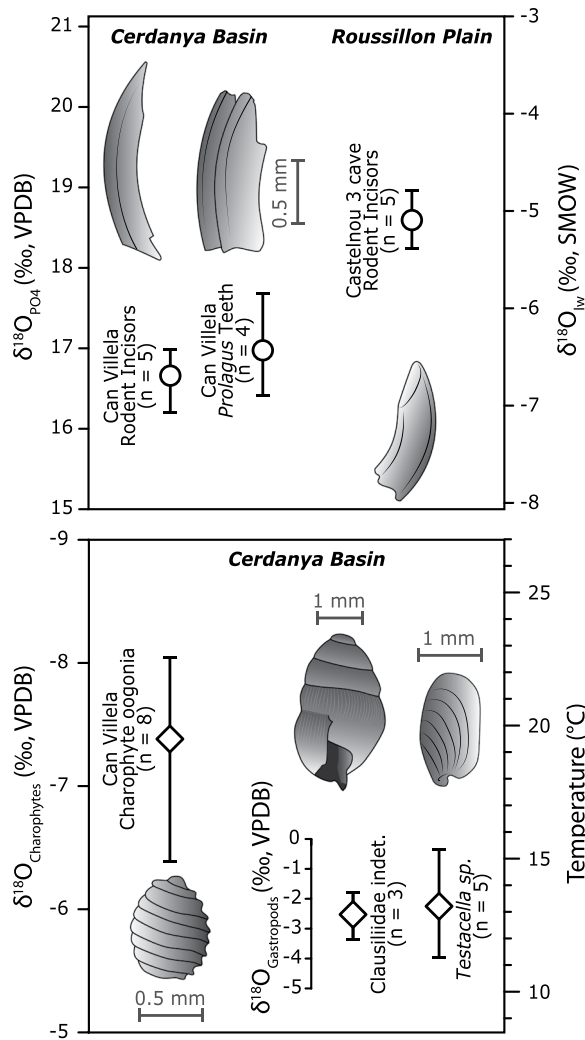 Cerdanya Basin
Roussillon Plain
21
20
19
18
17
16
15
δ¹⁸O_PO4 (‰, VPDB)
-3
-4
-5
-6
-7
-8
δ¹⁸O_lw (‰, SMOW)
0.5 mm
Can Villela
Rodent Incisors
(n = 5)
Can Villela
Prolagus Teeth
(n = 4)
Castelnou 3 cave
Rodent Incisors
(n = 5)
Cerdanya Basin
-9
-8
-7
-6
-5
δ¹⁸O_Charophytes (‰, VPDB)
25
20
15
10
Temperature (°C)
1 mm
1 mm
Can Villela
Charophyte oogonia
(n = 8)
0.5 mm
0
-1
-2
-3
-4
-5
δ¹⁸O_Gastropods (‰, VPDB)
Clausiliidae indet.
(n = 3)
Testacella sp.
(n = 5)